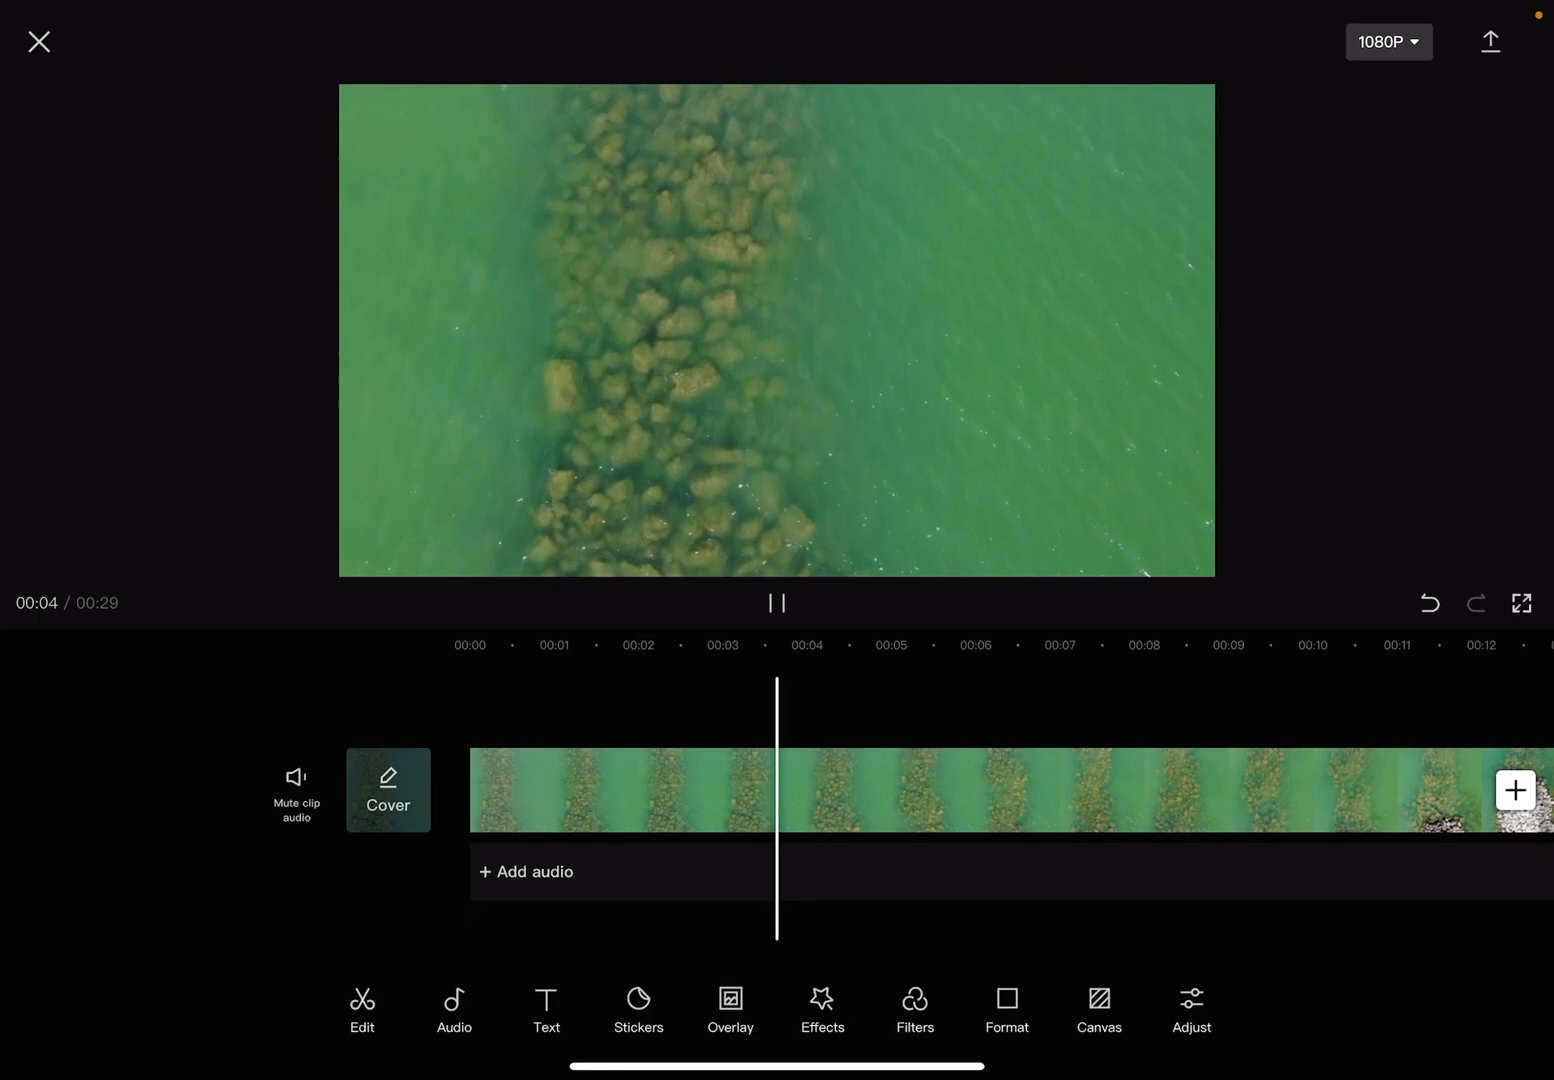 1080P
00:04 / 00:29
00:00 00:01 00:02 00:03 00:04 00:05 00:06 00:07 00:08 00:09 00:10 00:11 00:12
Mute clip
audio
Cover
+ Add audio
Edit Audio Text Stickers Overlay Effects Filters Format Canvas Adjust